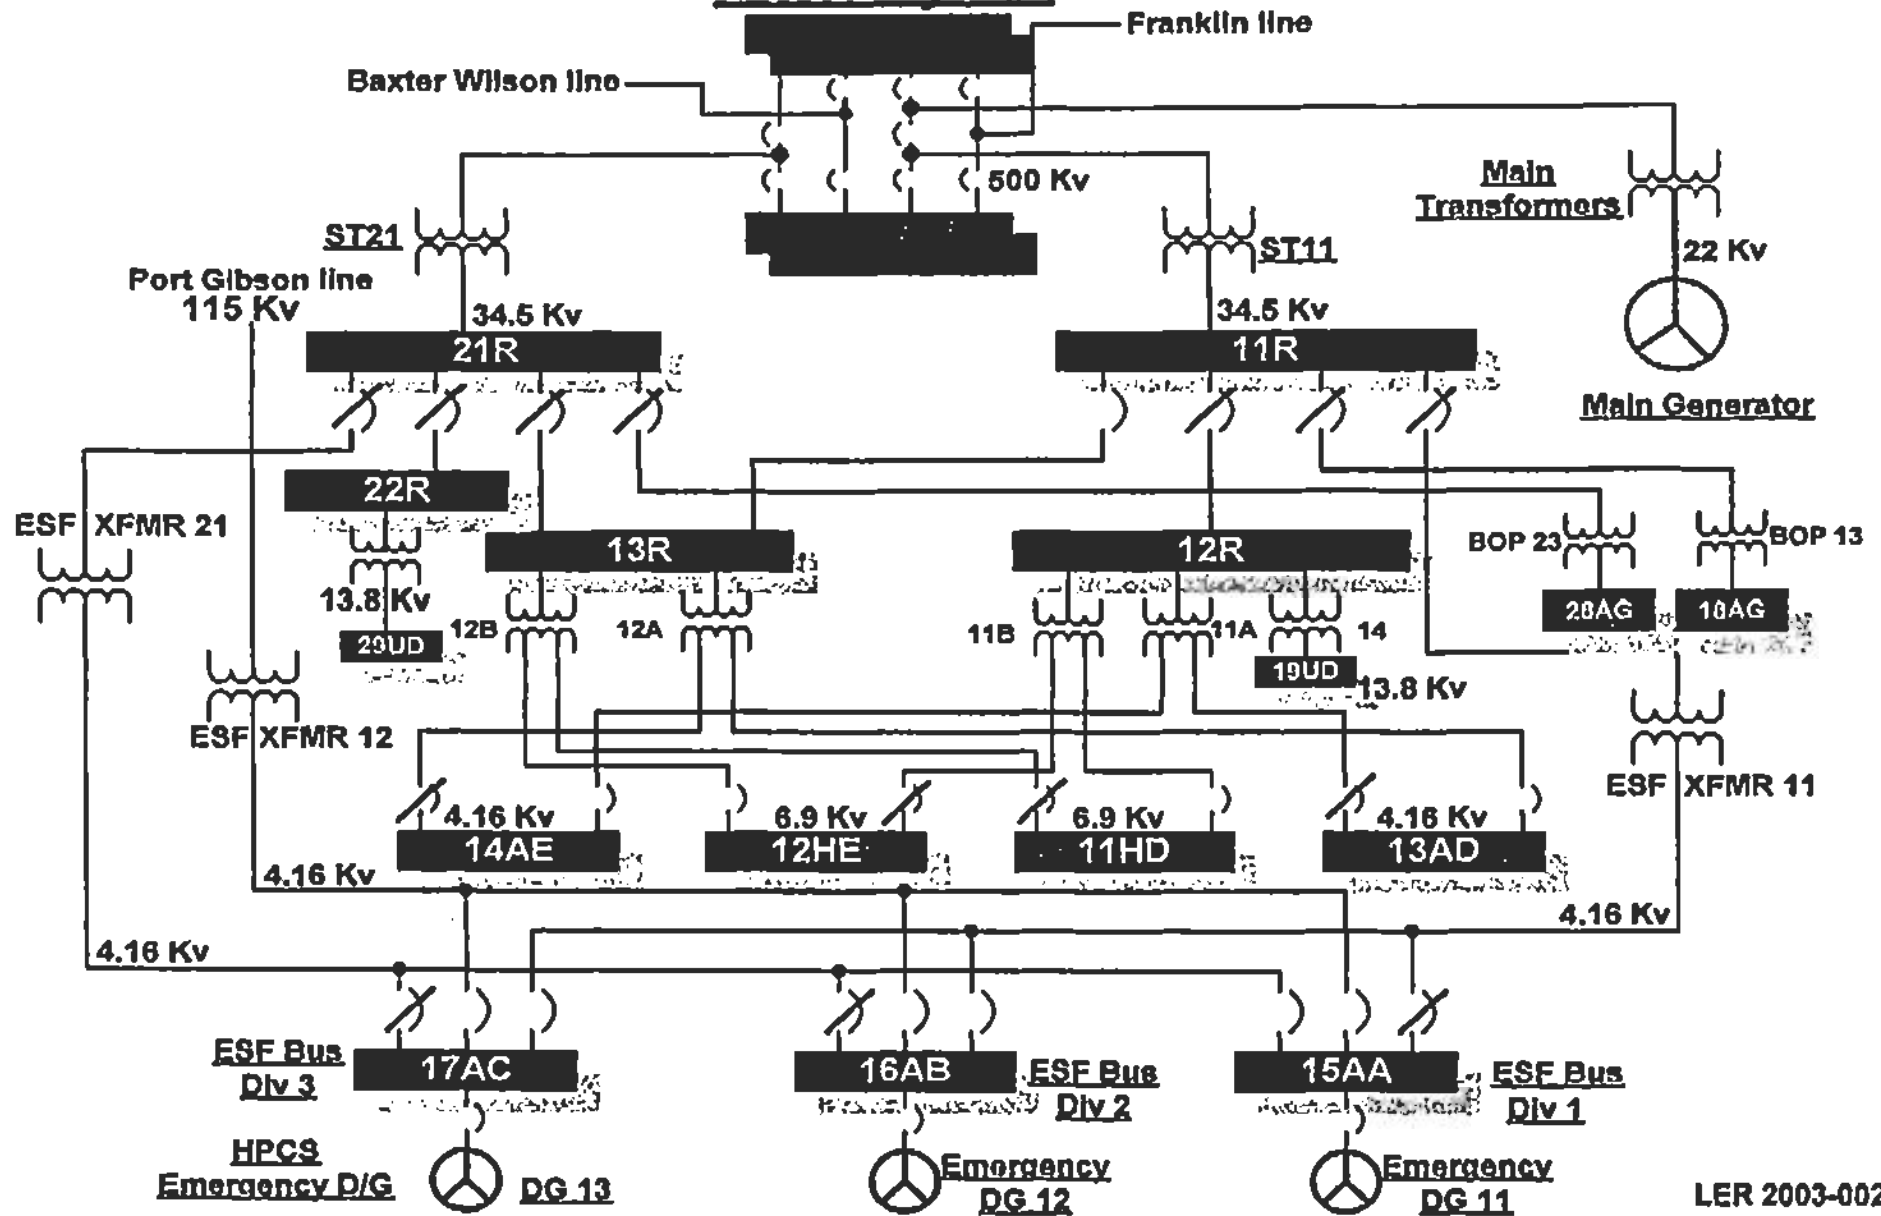 Franklin line
Baxter Wilson line
500 Kv
Main
Transformers
ST21
ST11
22 Kv
Port Gibson line
115 Kv
34.5 Kv
34.5 Kv
21R
11R
Main Generator
22R
ESF XFMR 21
13R
12R
BOP 23
BOP 13
13.8 Kv
28AG
18AG
12B
12A
11B
11A
14
29UD
19UD
13.8 Kv
ESF XFMR 12
ESF XFMR 11
4.16 Kv
6.9 Kv
6.9 Kv
4.16 Kv
14AE
12HE
11HD
13AD
4.16 Kv
4.16 Kv
4.16 Kv
ESF Bus
Div 3
17AC
16AB
ESF Bus
Div 2
15AA
ESF Bus
Div 1
HPCS
Emergency D/G
DG 13
Emergency
DG 12
Emergency
DG 11
LER 2003-002